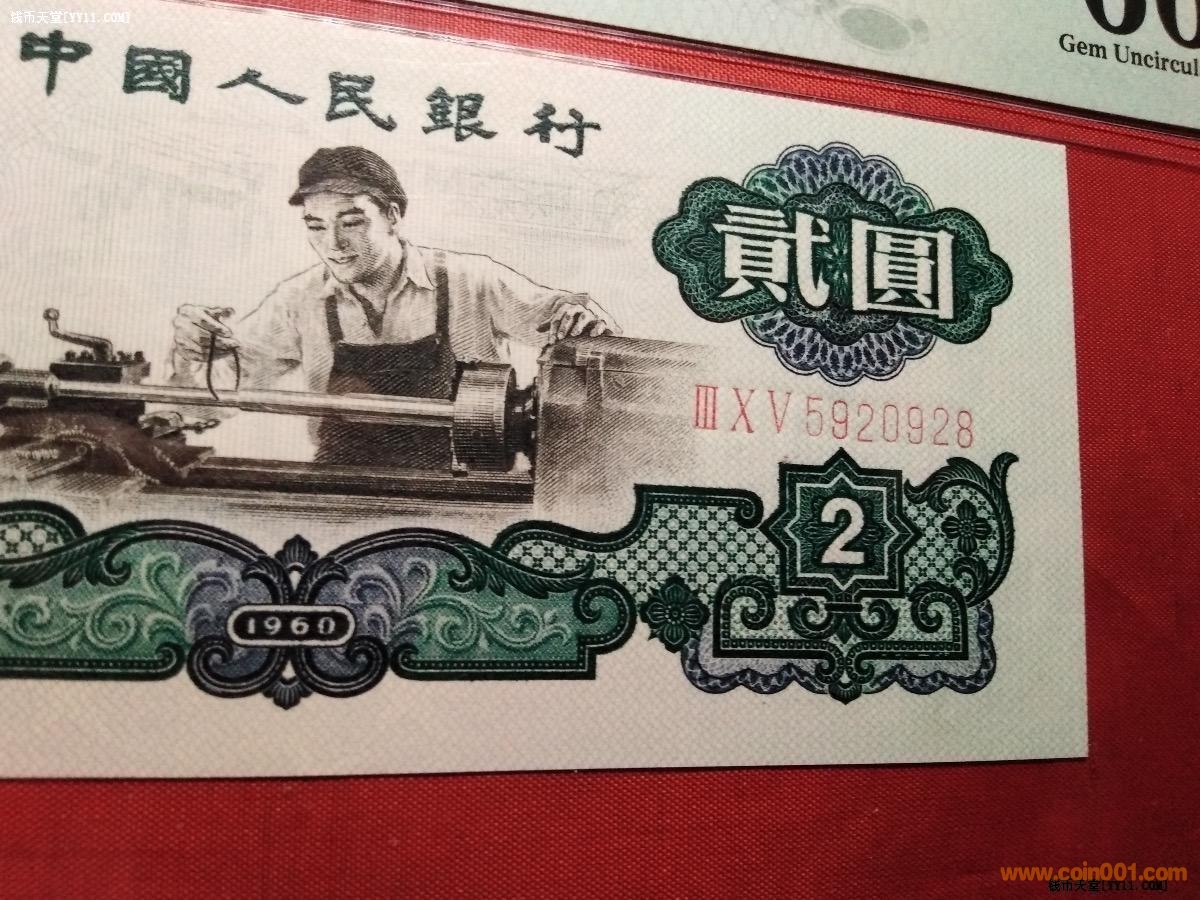 钱币天堂[YY11.COM]
Gem Uncircul
中國人民銀行
貳圓
III X V 5920928
2
1960
www.coin001.com
钱币天堂[YY11.COM]